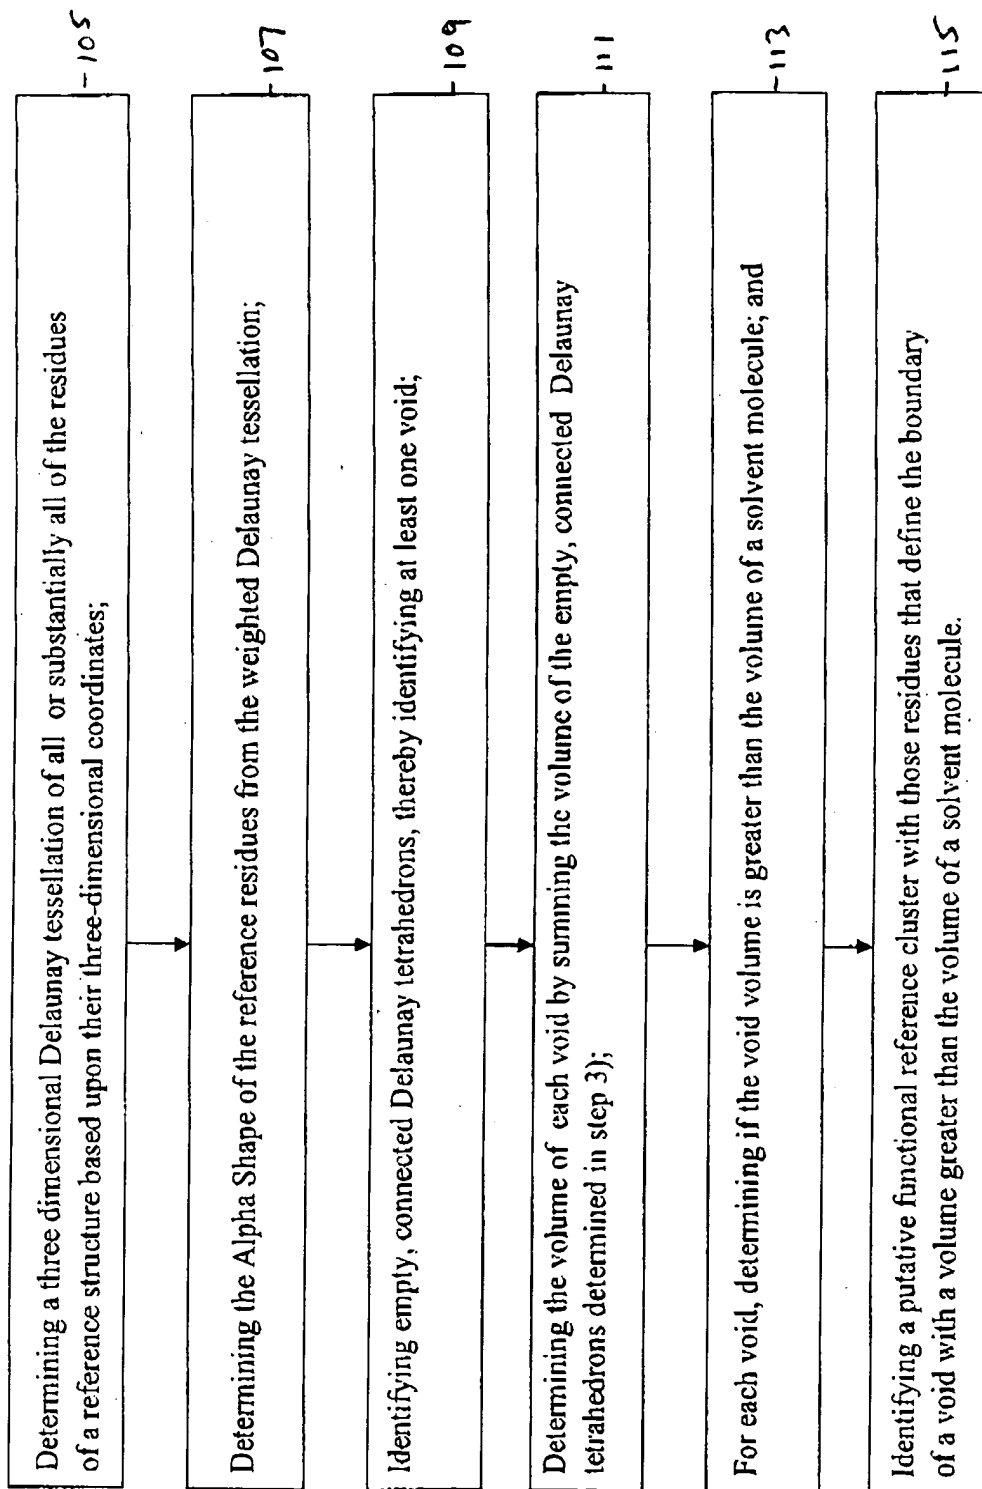 Determining a three dimensional Delaunay tessellation of all or substantially all of the residues
of a reference structure based upon their three-dimensional coordinates;
-105
Determining the Alpha Shape of the reference residues from the weighted Delaunay tessellation;
-107
Identifying empty, connected Delaunay tetrahedrons, thereby identifying at least one void;
-109
Determining the volume of each void by summing the volume of the empty, connected Delaunay
tetrahedrons determined in step 3);
-111
For each void, determining if the void volume is greater than the volume of a solvent molecule; and
-113
Identifying a putative functional reference cluster with those residues that define the boundary
of a void with a volume greater than the volume of a solvent molecule.
-115